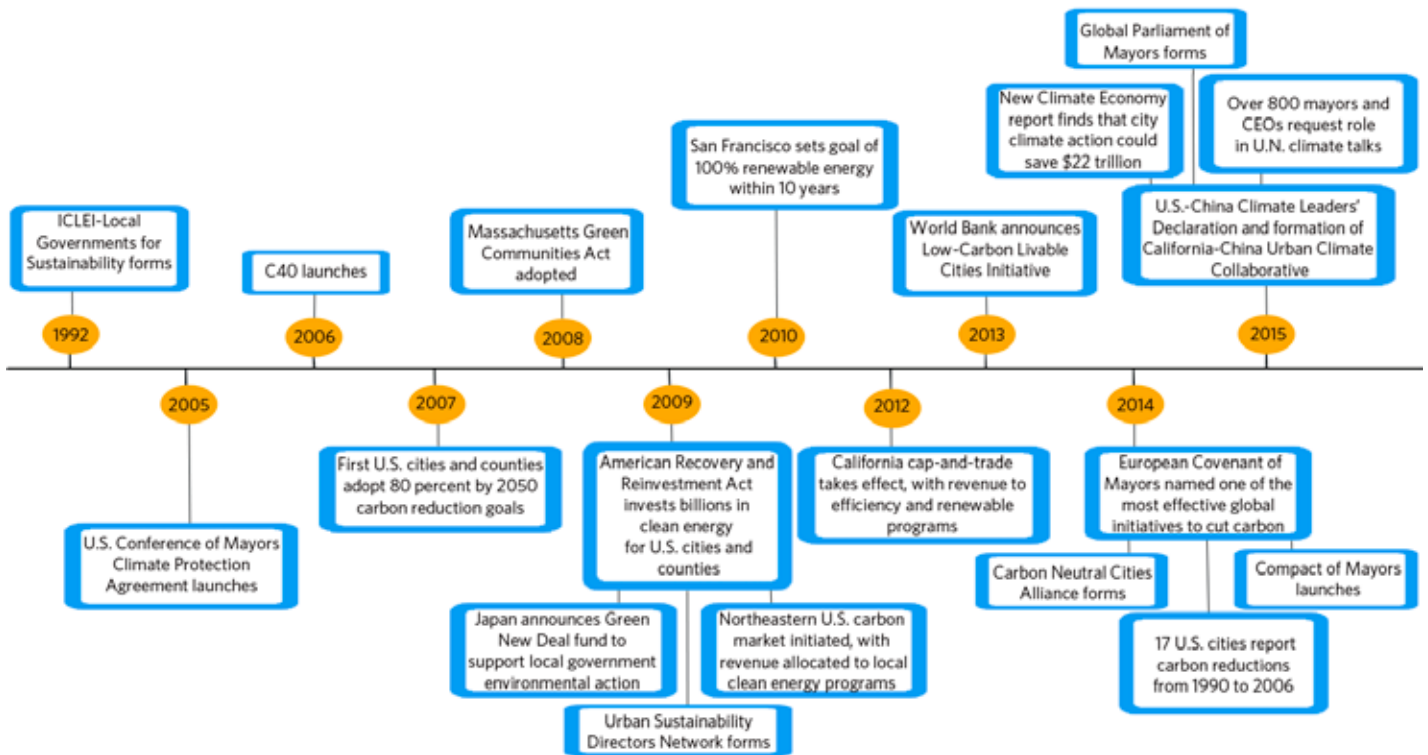 Global Parliament of
Mayors forms
New Climate Economy
report finds that city
climate action could
save $22 trillion
Over 800 mayors and
CEOs request role
in U.N. climate talks
San Francisco sets goal of
100% renewable energy
within 10 years
ICLEI-Local
Governments for
Sustainability forms
C40 launches
Massachusetts Green
Communities Act
adopted
World Bank announces
Low-Carbon Livable
Cities Initiative
U.S.-China Climate Leaders'
Declaration and formation of
California-China Urban Climate
Collaborative
1992
2006
2008
2010
2013
2015
2005
2007
2009
2012
2014
U.S. Conference of Mayors
Climate Protection
Agreement launches
First U.S. cities and counties
adopt 80 percent by 2050
carbon reduction goals
American Recovery and
Reinvestment Act
invests billions in
clean energy
for U.S. cities and
counties
California cap-and-trade
takes effect, with revenue to
efficiency and renewable
programs
European Covenant of
Mayors named one of the
most effective global
initiatives to cut carbon
Japan announces Green
New Deal fund to
support local government
environmental action
Northeastern U.S. carbon
market initiated, with
revenue allocated to local
clean energy programs
Urban Sustainability
Directors Network forms
Carbon Neutral Cities
Alliance forms
Compact of Mayors
launches
17 U.S. cities report
carbon reductions
from 1990 to 2006